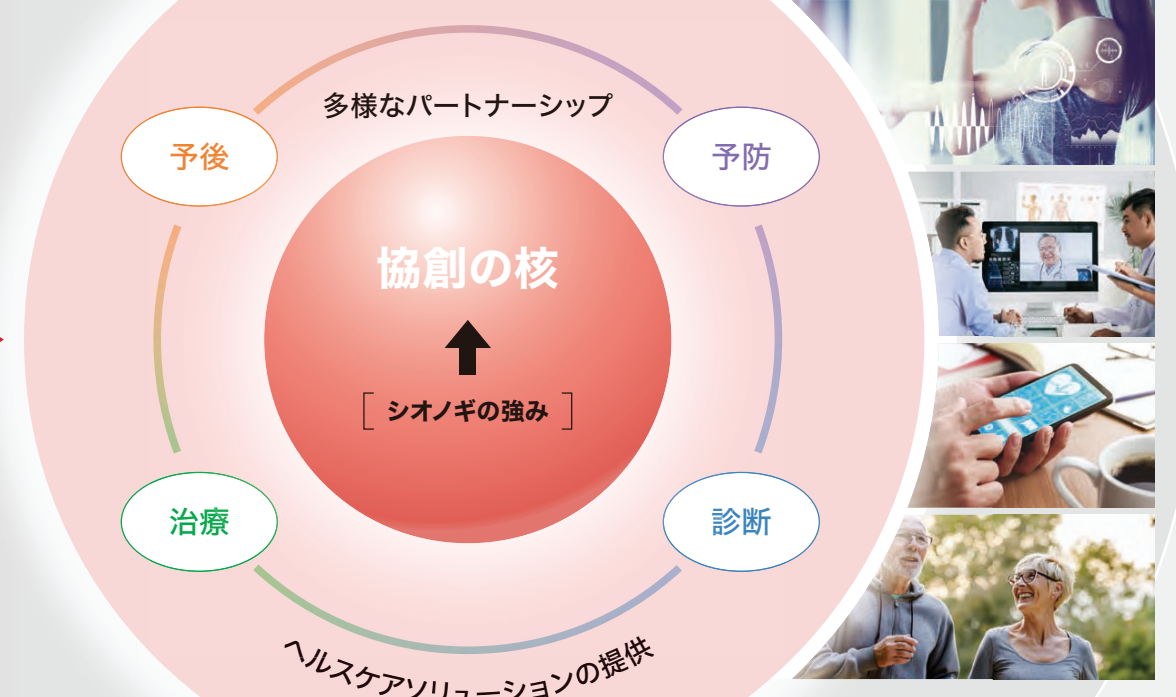 多様なパートナーシップ
予後
予防
協創の核
シオノギの強み
治療
診断
ヘルスケアソリューションの提供